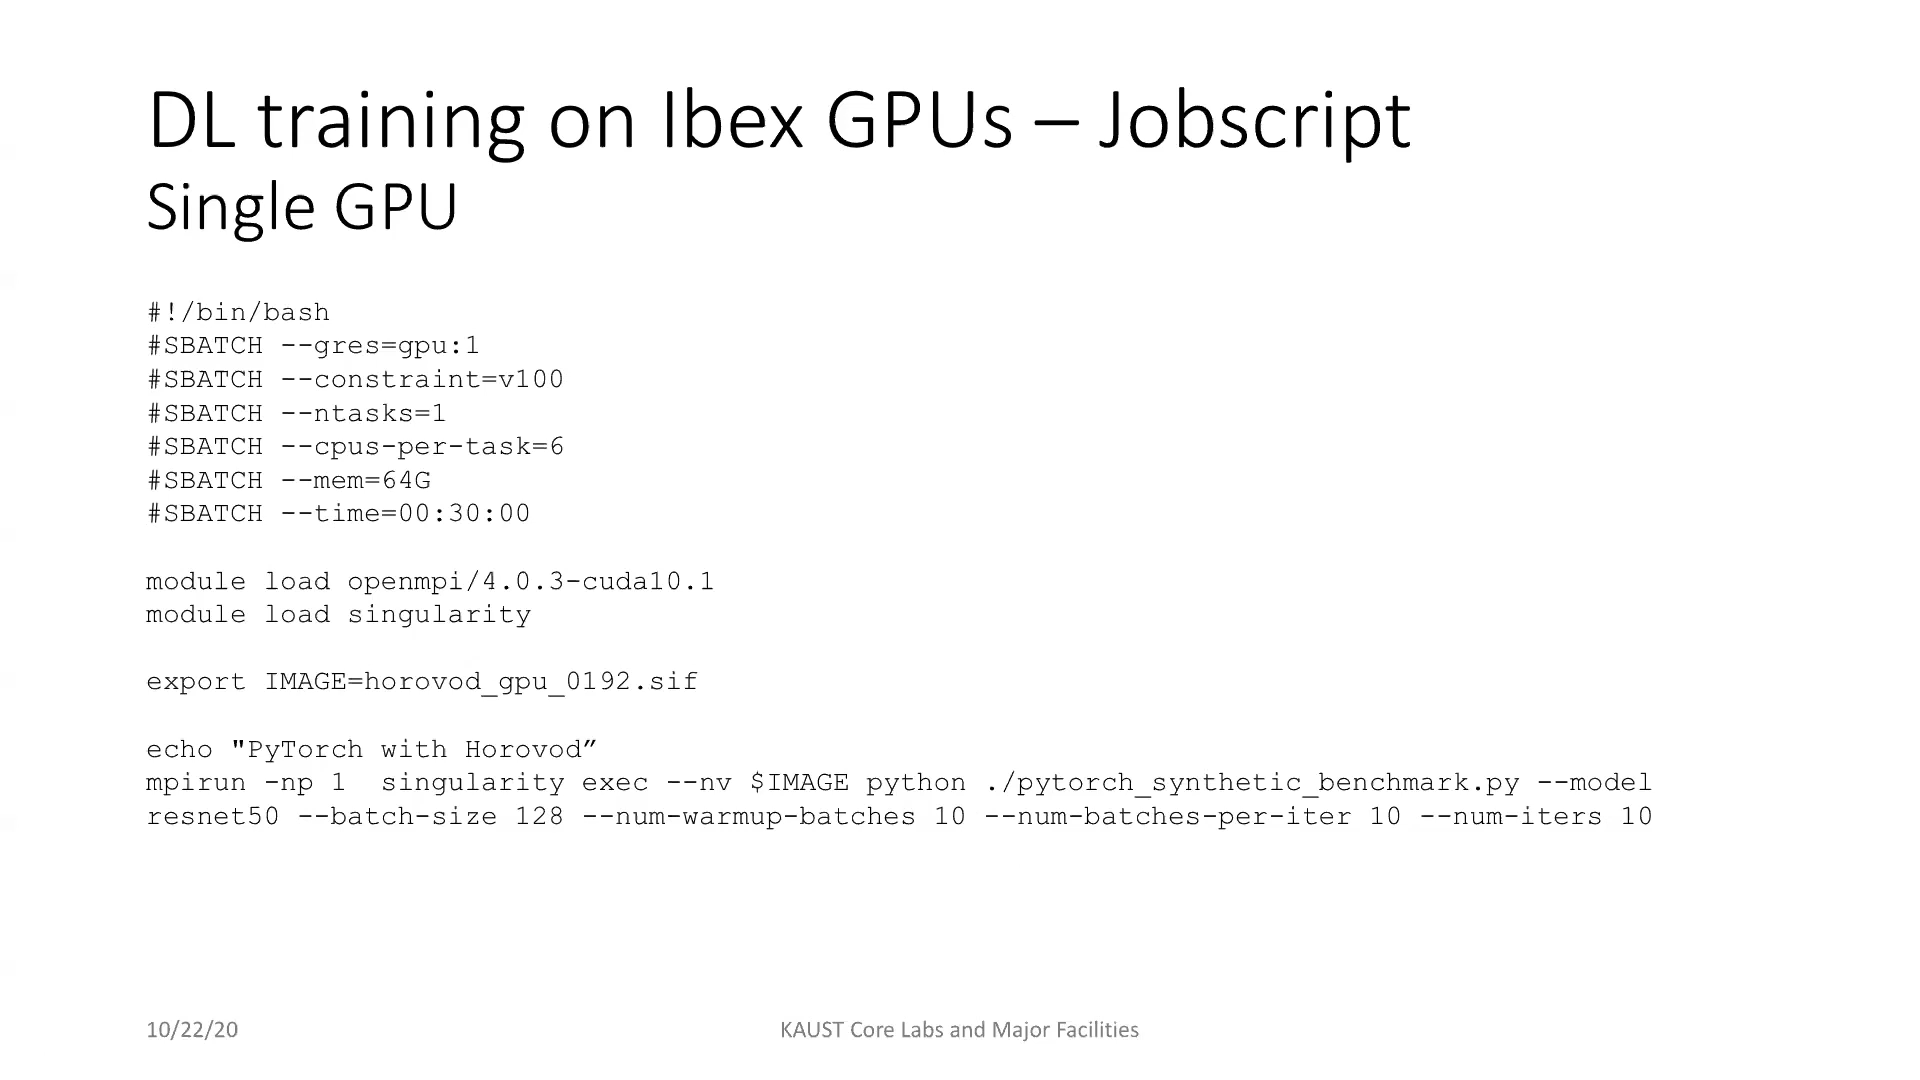 DL training on Ibex GPUs – Jobscript
Single GPU
#!/bin/bash
#SBATCH --gres=gpu:1
#SBATCH --constraint=v100
#SBATCH --ntasks=1
#SBATCH --cpus-per-task=6
#SBATCH --mem=64G
#SBATCH --time=00:30:00
module load openmpi/4.0.3-cuda10.1
module load singularity
export IMAGE=horovod_gpu_0192.sif
echo "PyTorch with Horovod”
mpirun -np 1  singularity exec --nv $IMAGE python ./pytorch_synthetic_benchmark.py --model
resnet50 --batch-size 128 --num-warmup-batches 10 --num-batches-per-iter 10 --num-iters 10
10/22/20
KAUST Core Labs and Major Facilities